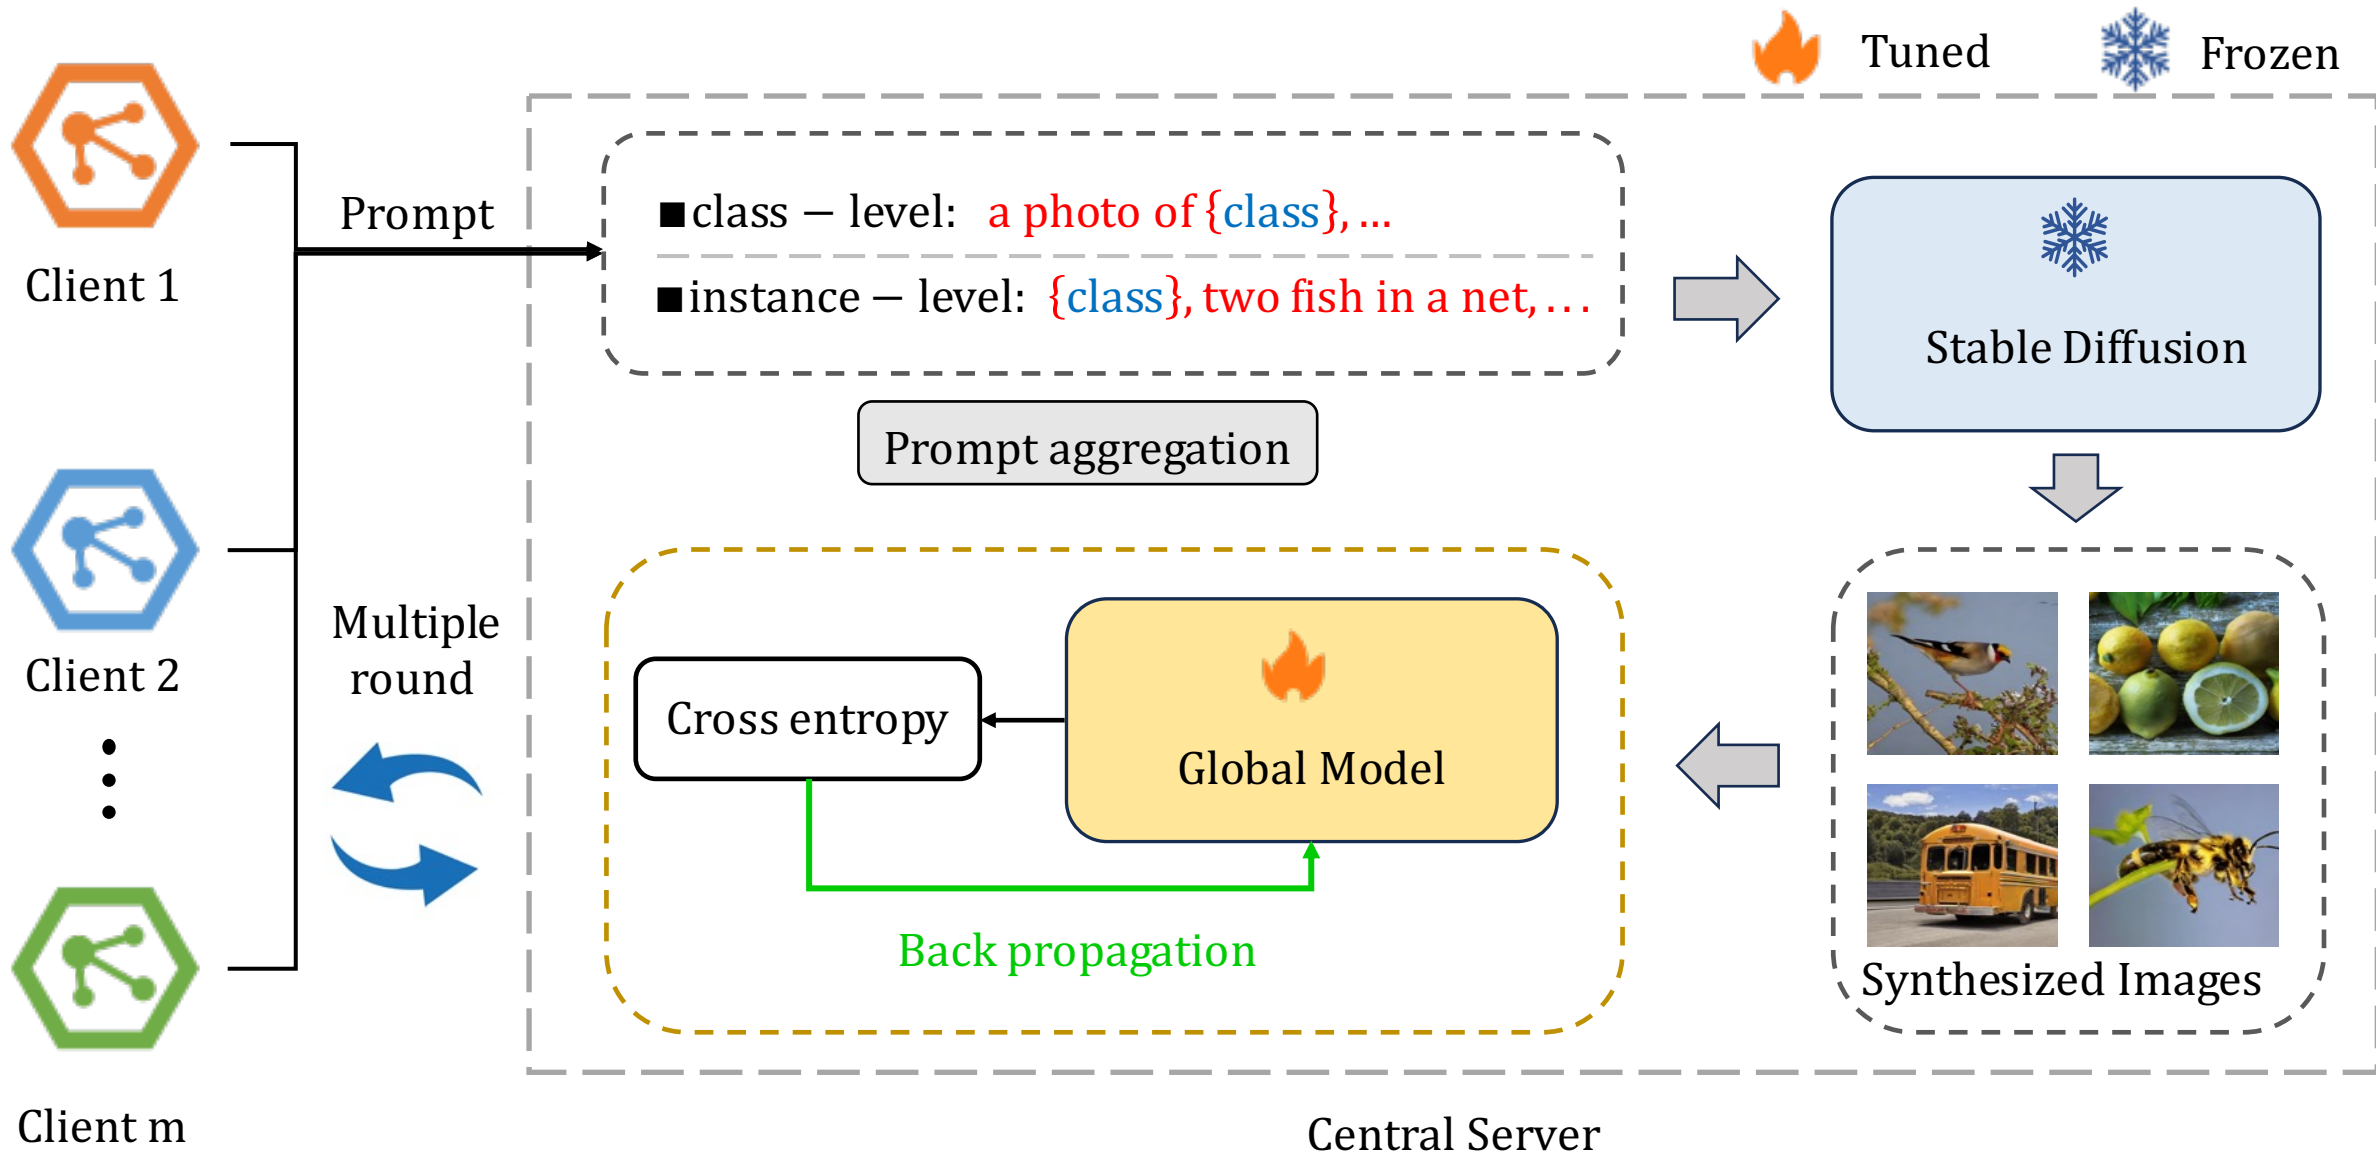 Tuned
Frozen
Client 1
Prompt
■class – level: a photo of {class}, ...
■instance – level: {class}, two fish in a net, ...
Stable Diffusion
Prompt aggregation
Client 2
Multiple
round
Cross entropy
Global Model
Back propagation
Synthesized Images
Client m
Central Server